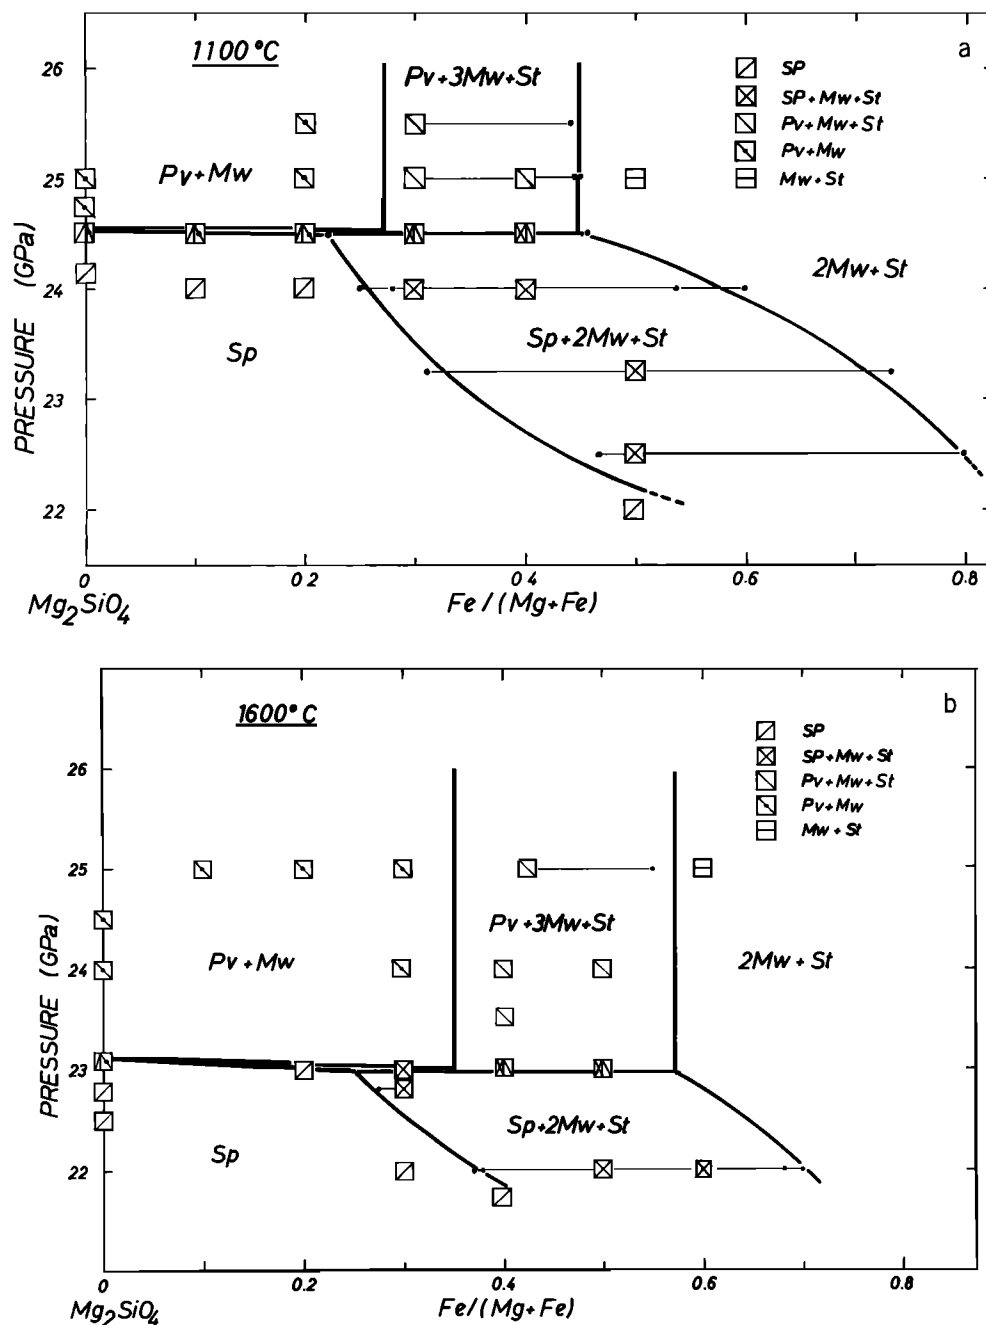 a
1100°C
26
25
24
23
22
PRESSURE (GPa)
Pv+3Mw+St
Pv+Mw
2Mw+St
Sp+2Mw+St
Sp
SP
SP+Mw+St
Pv+Mw+St
Pv+Mw
Mw+St
0 0.2 0.4 0.6 0.8
Mg2SiO4
Fe/(Mg+Fe)
b
1600°C
26
25
24
23
22
PRESSURE (GPa)
SP
SP+Mw+St
Pv+Mw+St
Pv+Mw
Mw+St
Pv+3Mw+St
Pv+Mw
2Mw+St
Sp+2Mw+St
Sp
0 0.2 0.4 0.6 0.8
Mg2SiO4
Fe/(Mg+Fe)